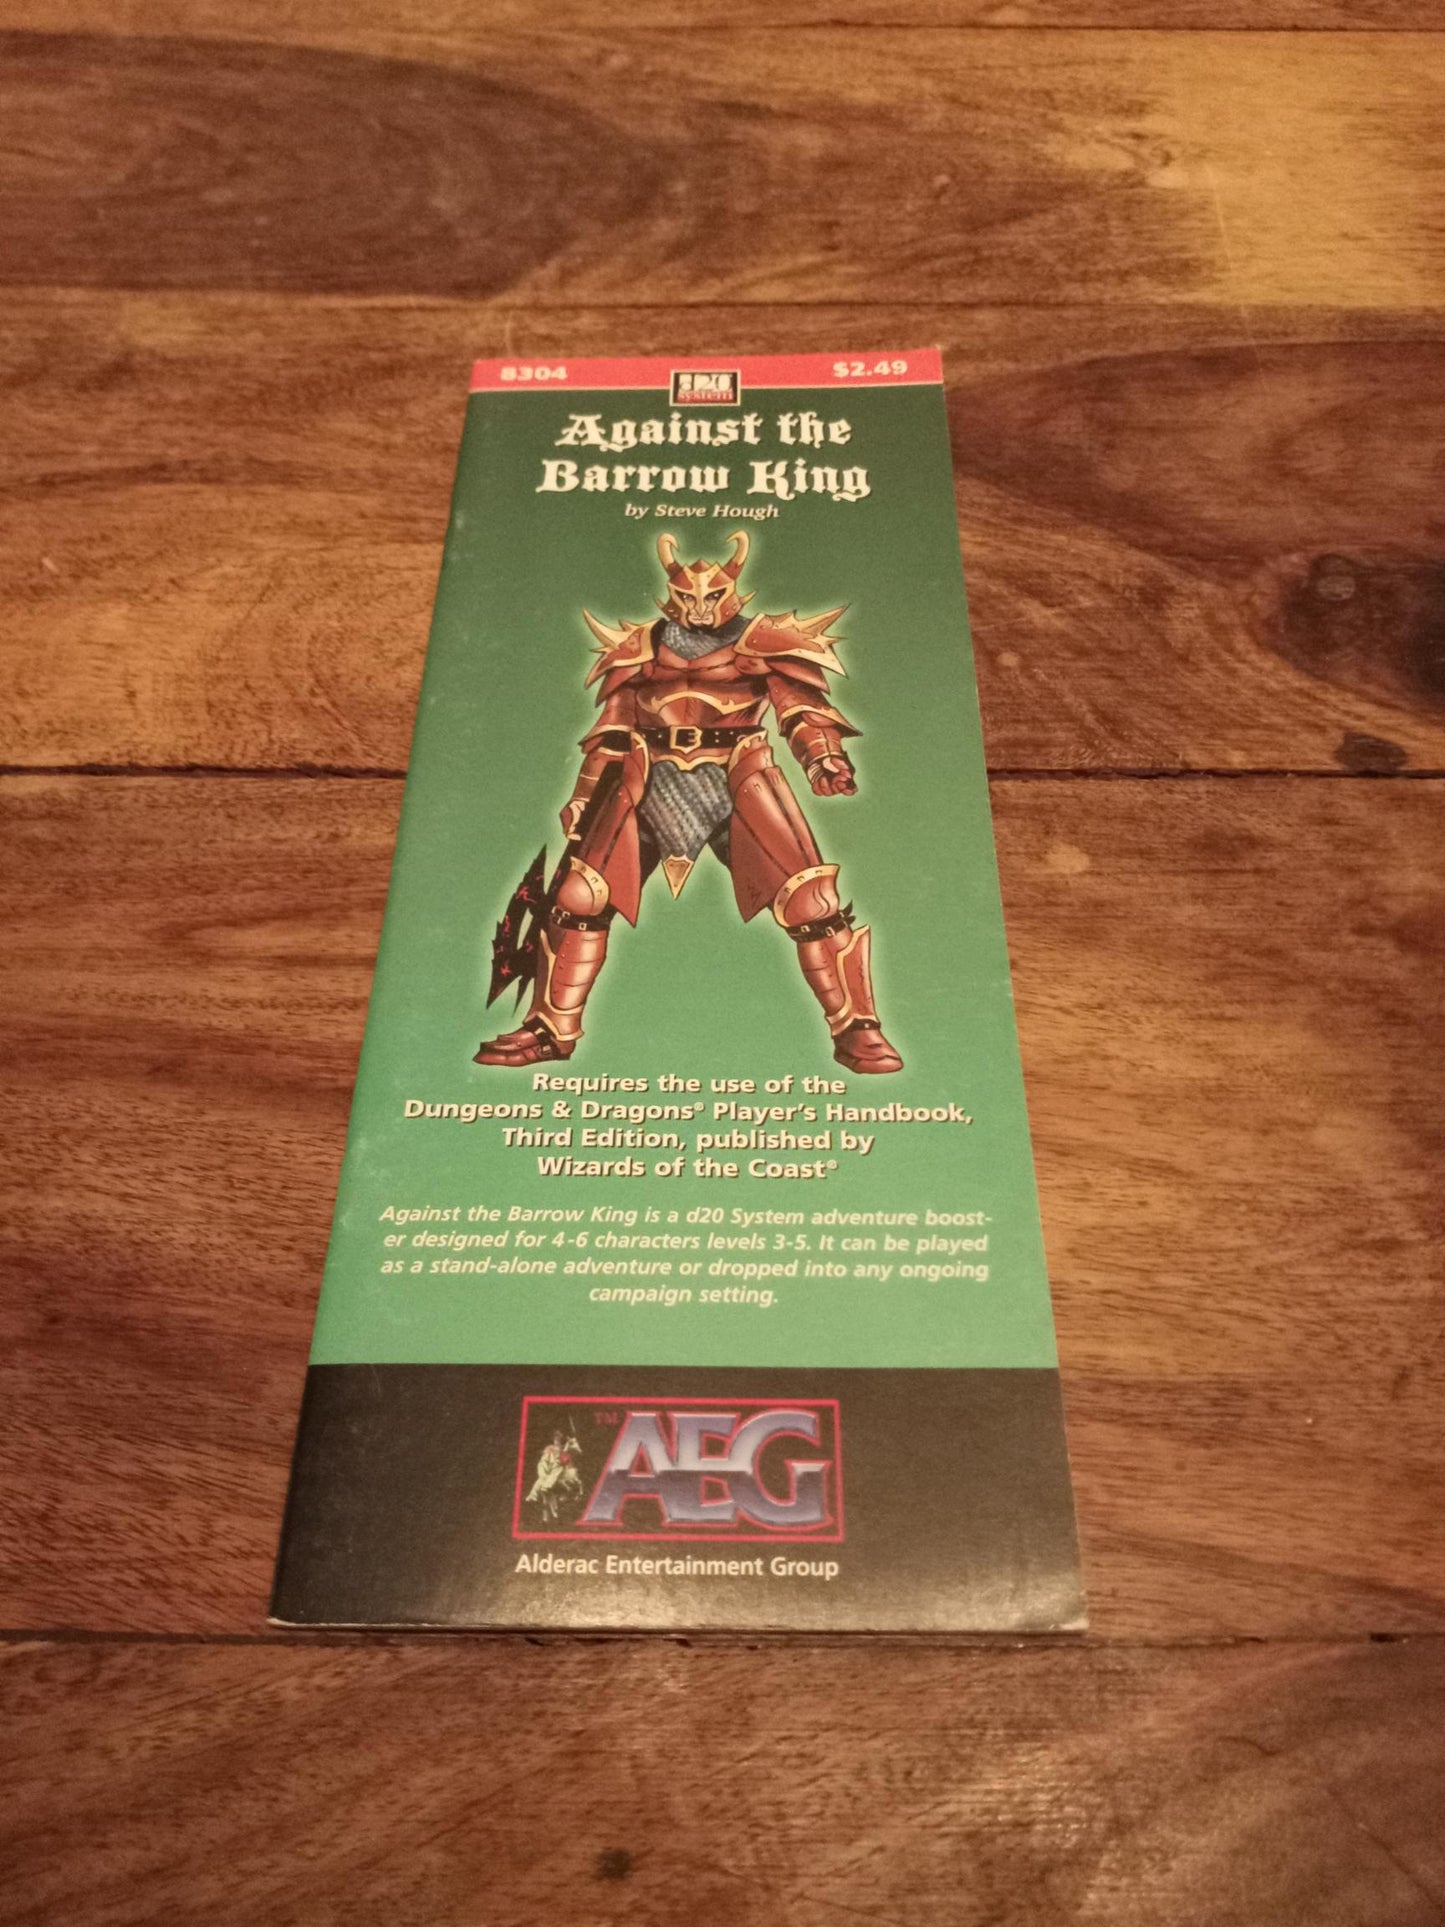 8304
$2.49
d20
system
Against the
Barrow King
by Steve Hough
E
Requires the use of the
Dungeons & Dragons® Player's Handbook,
Third Edition, published by
Wizards of the Coast®
Against the Barrow King is a d20 System adventure boost-
er designed for 4-6 characters levels 3-5. It can be played
as a stand-alone adventure or dropped into any ongoing
campaign setting.
TM
AEG
Alderac Entertainment Group